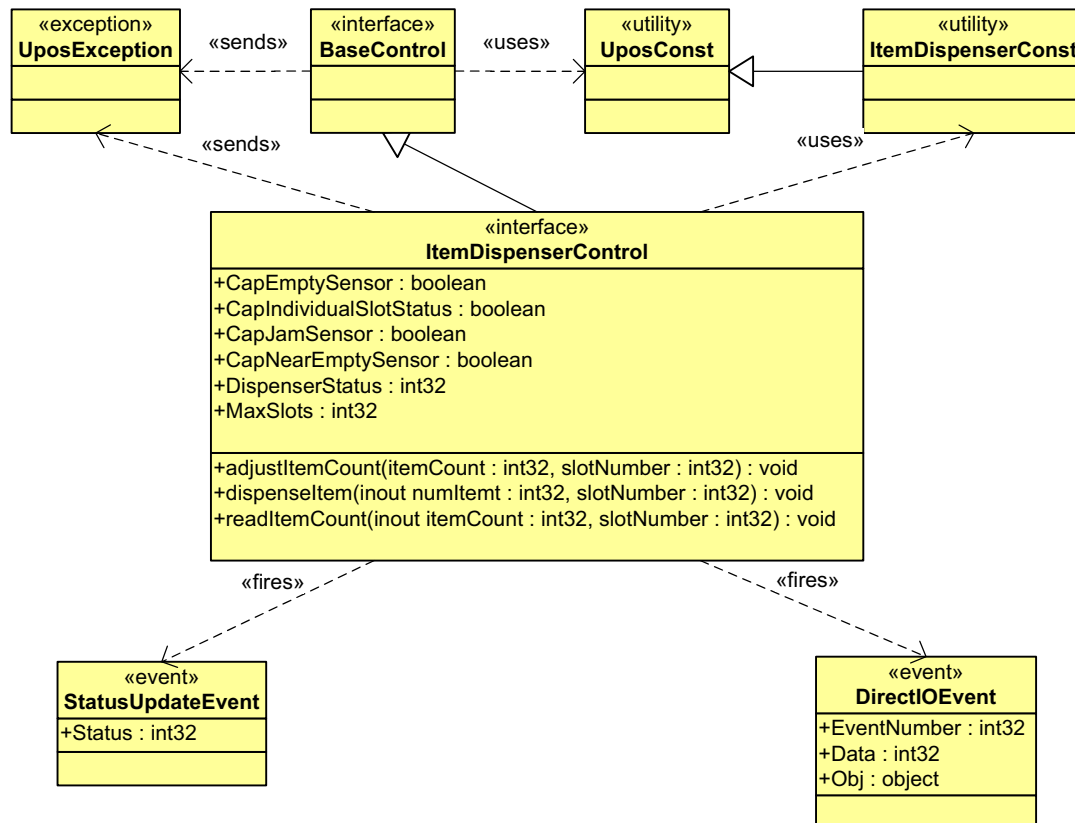 «exception»
UposException
«sends»
«interface»
BaseControl
«uses»
«utility»
UposConst
«utility»
ItemDispenserConst
«sends»
«uses»
«interface»
ItemDispenserControl
+CapEmptySensor : boolean
+CapIndividualSlotStatus : boolean
+CapJamSensor : boolean
+CapNearEmptySensor : boolean
+DispenserStatus : int32
+MaxSlots : int32
+adjustItemCount(itemCount : int32, slotNumber : int32) : void
+dispenseItem(inout numItemt : int32, slotNumber : int32) : void
+readItemCount(inout itemCount : int32, slotNumber : int32) : void
«fires»
«fires»
«event»
StatusUpdateEvent
+Status : int32
«event»
DirectIOEvent
+EventNumber : int32
+Data : int32
+Obj : object